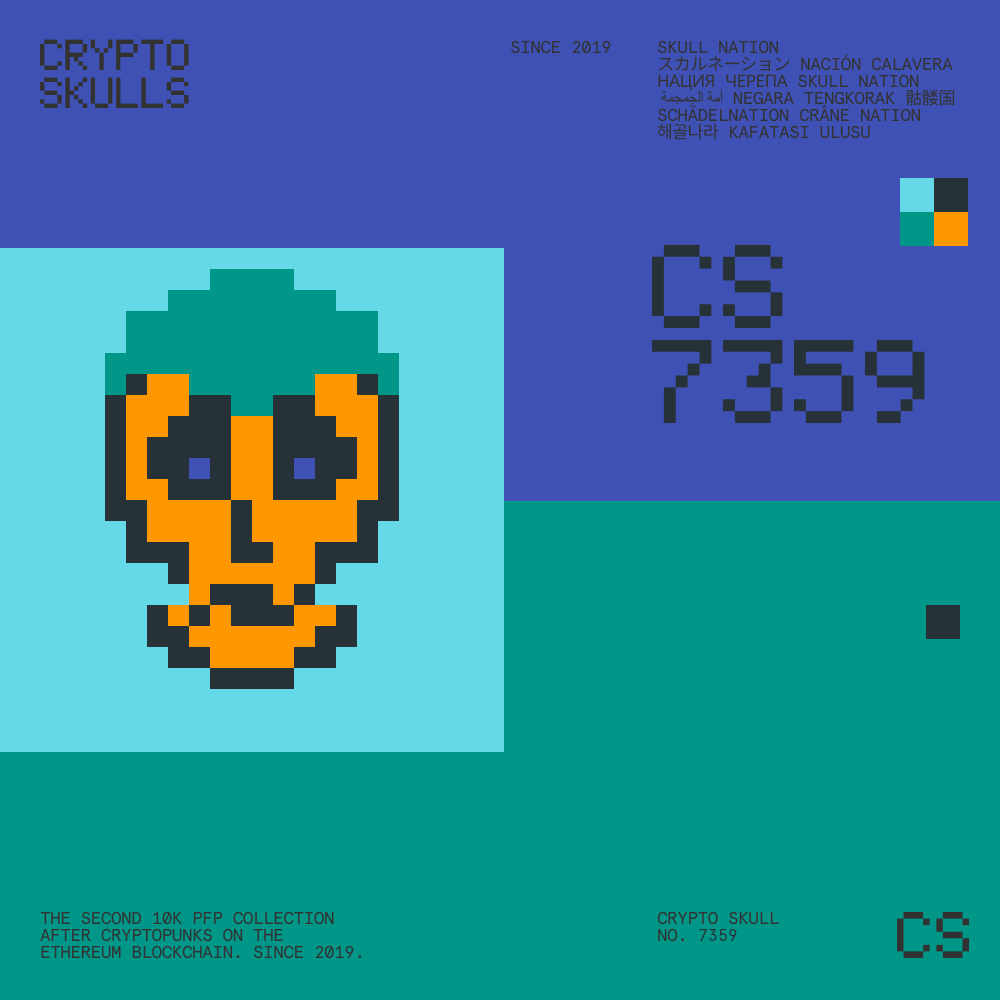 CRYPTO
SKULLS
SINCE 2019
SKULL NATION
スカルネーション NACIÓN CALAVERA
НАЦИЯ ЧЕРЕПА SKULL NATION
أمة الجمجمة NEGARA TENGKORAK 骷髅国
SCHÄDELNATION CRÂNE NATION
해골나라 KAFATASI ULUSU
CS
7359
THE SECOND 10K PFP COLLECTION
AFTER CRYPTOPUNKS ON THE
ETHEREUM BLOCKCHAIN. SINCE 2019.
CRYPTO SKULL
NO. 7359
CS